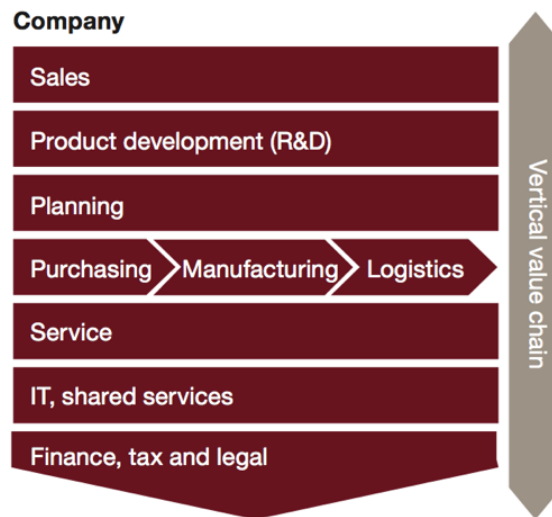 Company
Sales
Product development (R&D)
Planning
Purchasing Manufacturing Logistics
Service
IT, shared services
Finance, tax and legal
Vertical value chain